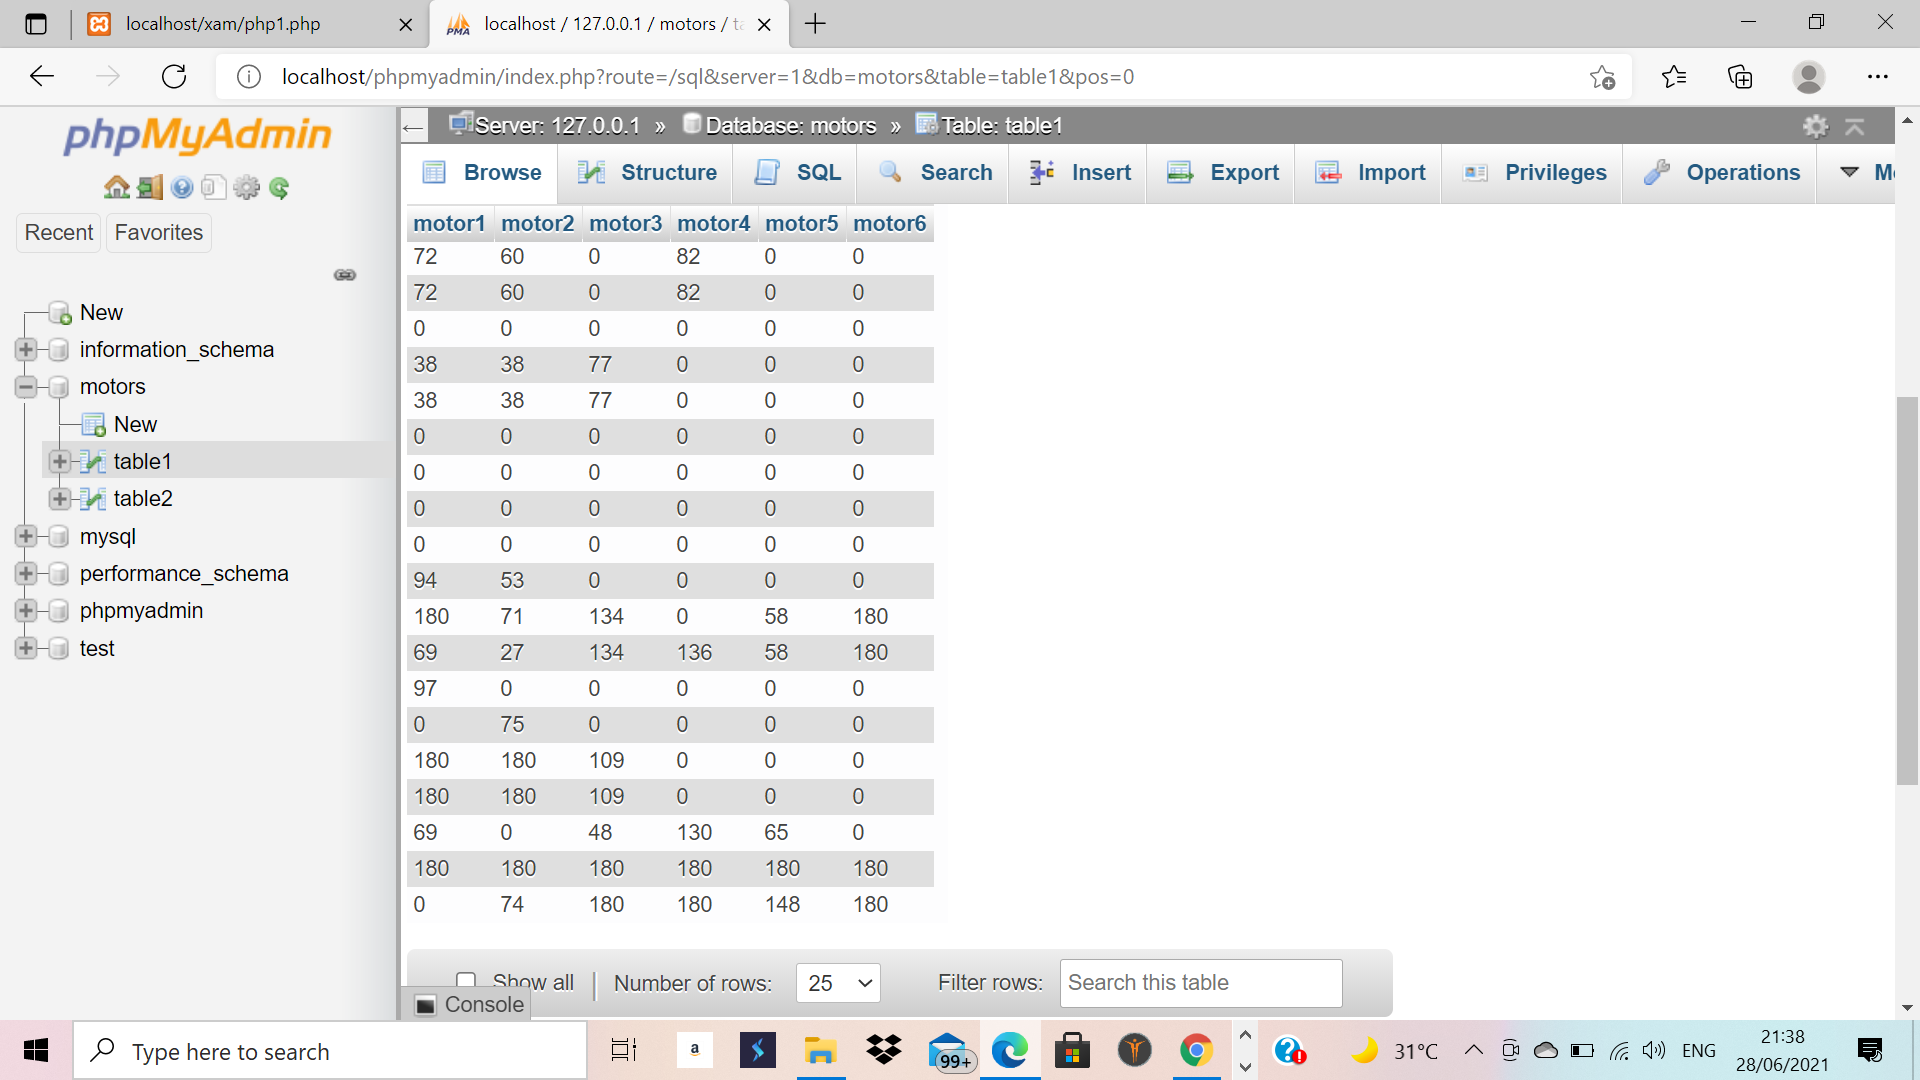 localhost/xam/php1.php
localhost / 127.0.0.1 / motors / ta
localhost/phpmyadmin/index.php?route=/sql&server=1&db=motors&table=table1&pos=0
phpMyAdmin
Recent Favorites
New
information_schema
motors
New
table1
table2
mysql
performance_schema
phpmyadmin
test
Server: 127.0.0.1 » Database: motors » Table: table1
Browse Structure SQL Search Insert Export Import Privileges Operations
motor1 motor2 motor3 motor4 motor5 motor6
72 60 0 82 0 0
72 60 0 82 0 0
0 0 0 0 0 0
38 38 77 0 0 0
38 38 77 0 0 0
0 0 0 0 0 0
0 0 0 0 0 0
0 0 0 0 0 0
0 0 0 0 0 0
94 53 0 0 0 0
180 71 134 0 58 180
69 27 134 136 58 180
97 0 0 0 0 0
0 75 0 0 0 0
180 180 109 0 0 0
180 180 109 0 0 0
69 0 48 130 65 0
180 180 180 180 180 180
0 74 180 180 148 180
Show all Number of rows: 25 Filter rows: Search this table
Console
Type here to search
99+
31°C
ENG
21:38
28/06/2021